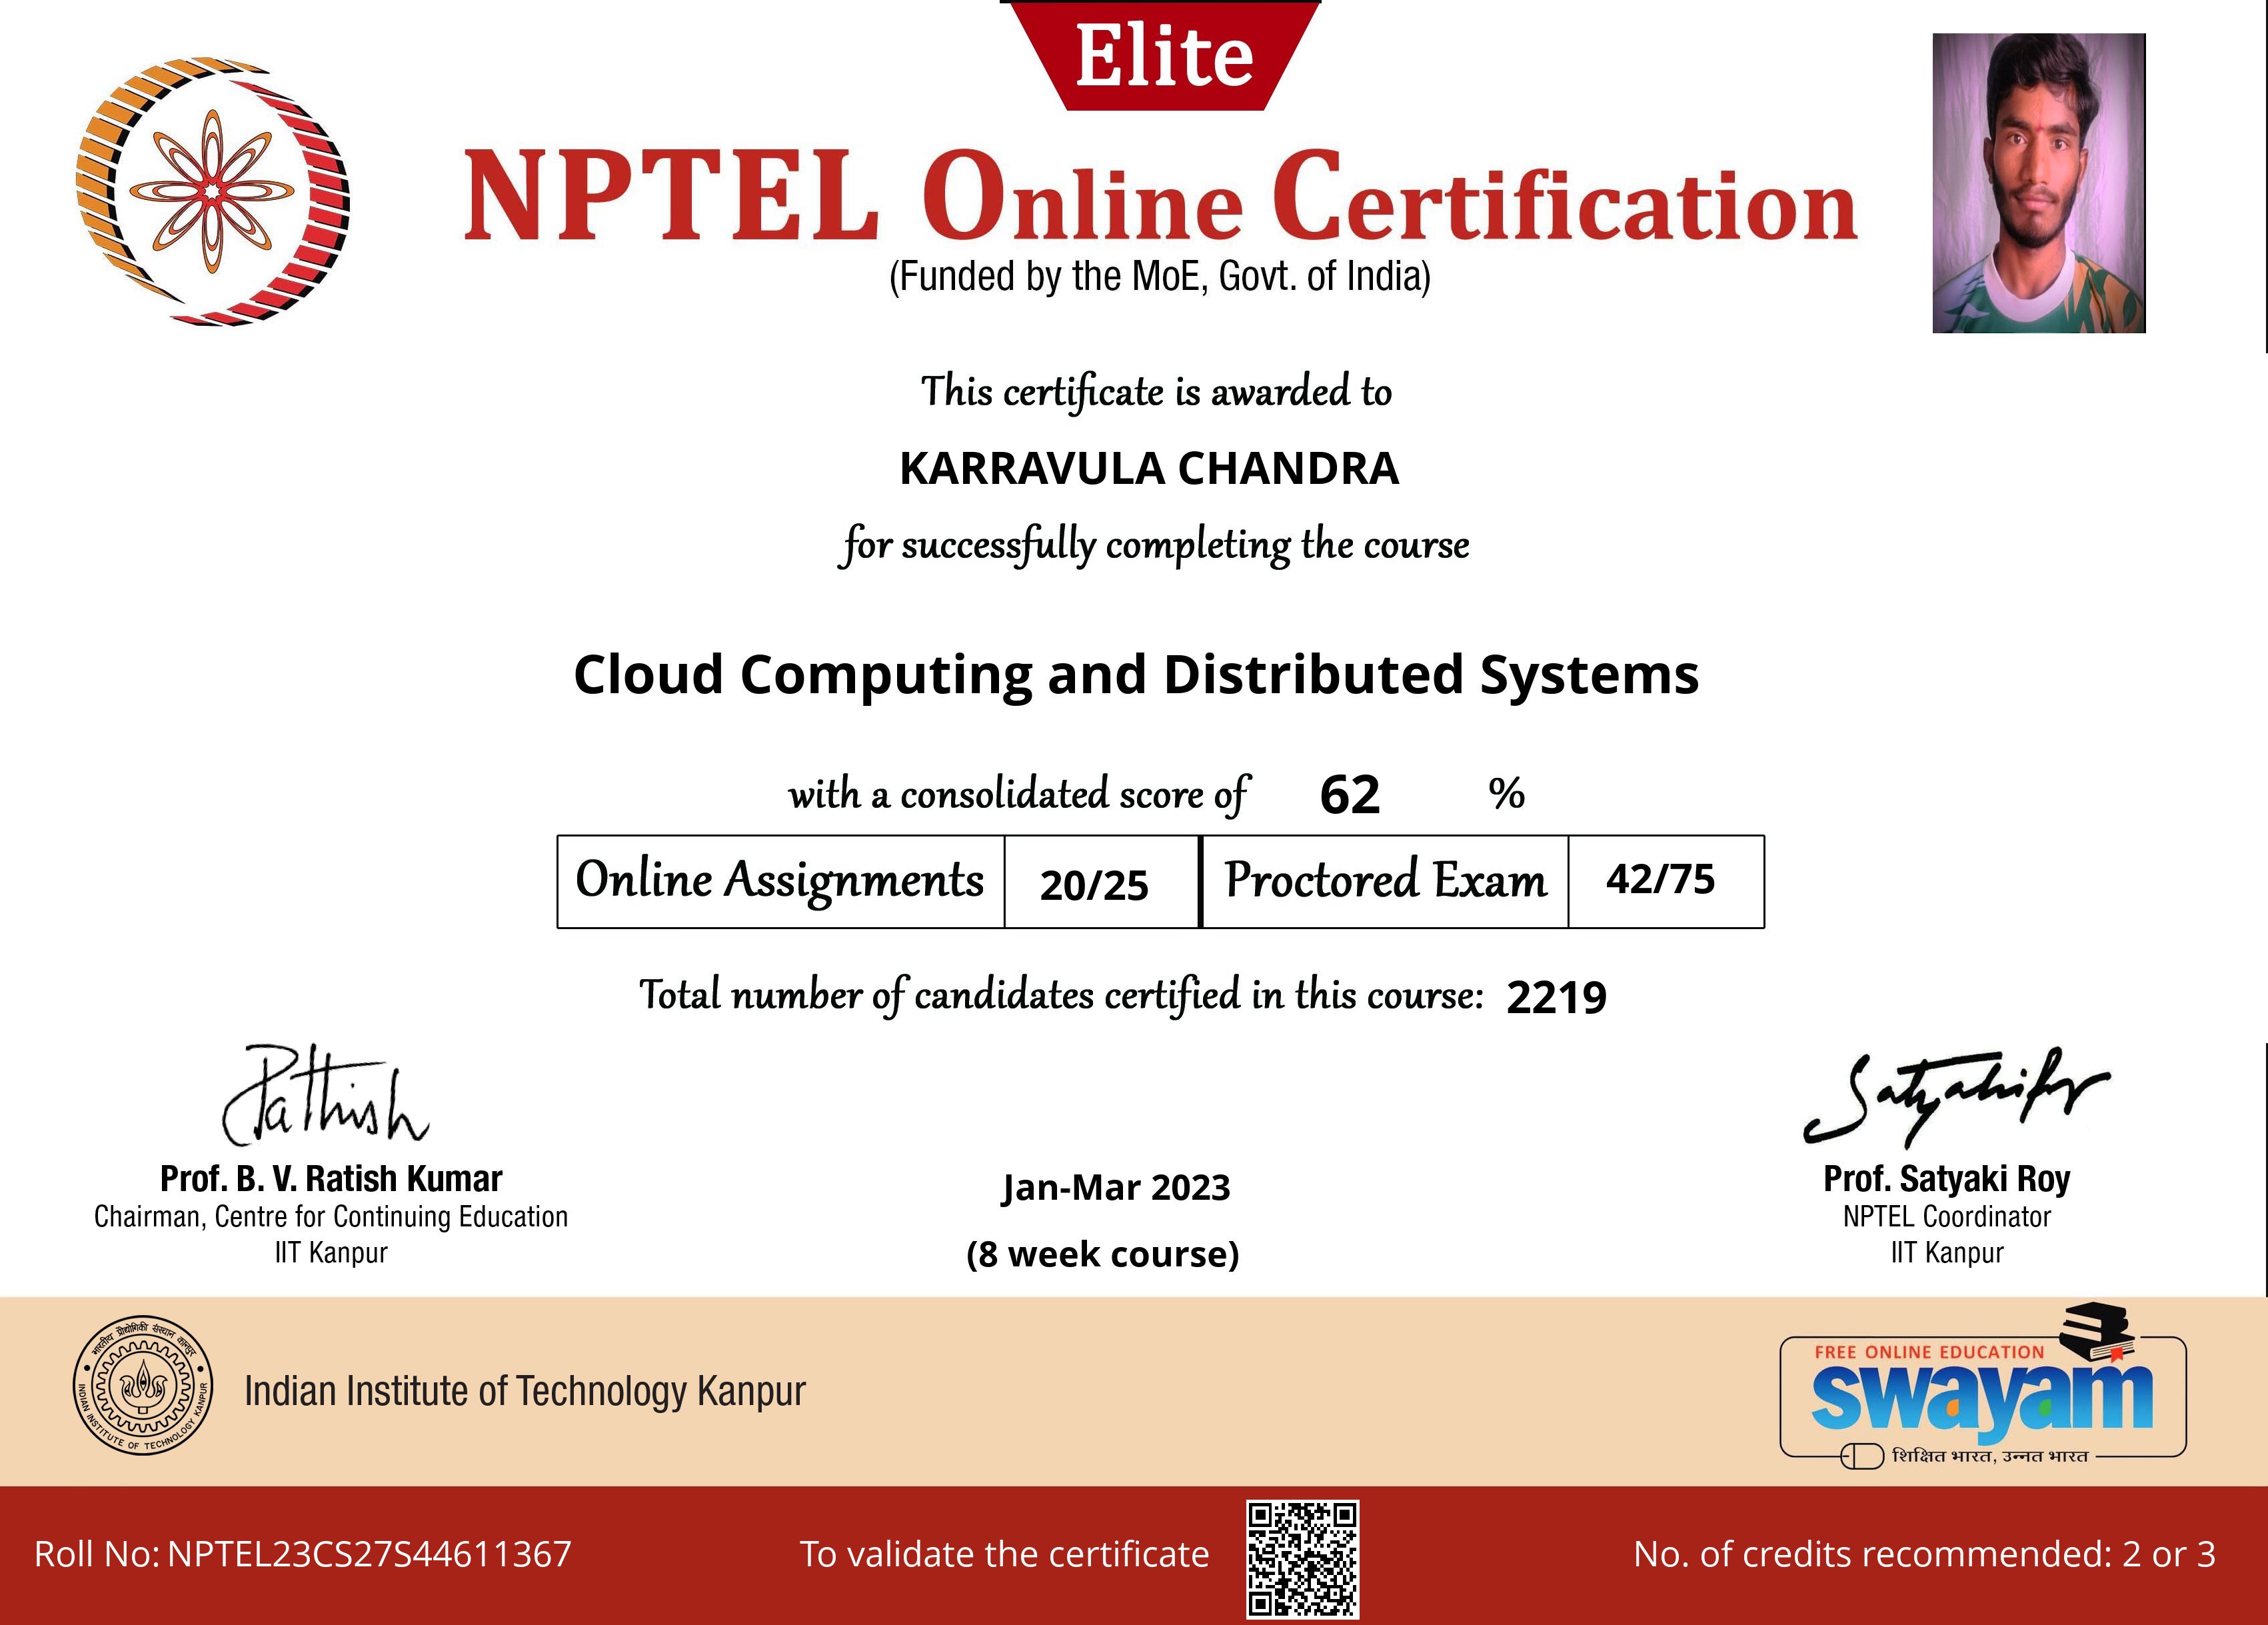 Elite
NPTEL Online Certification
(Funded by the MoE, Govt. of India)
This certificate is awarded to
KARRAVULA CHANDRA
for successfully completing the course
Cloud Computing and Distributed Systems
with a consolidated score of 62 %
Online Assignments 20/25 Proctored Exam 42/75
Total number of candidates certified in this course: 2219
Prof. B. V. Ratish Kumar
Chairman, Centre for Continuing Education
IIT Kanpur
Jan-Mar 2023
(8 week course)
Prof. Satyaki Roy
NPTEL Coordinator
IIT Kanpur
भारतीय प्रौद्योगिकी संस्थान कानपुर
INDIAN INSTITUTE OF TECHNOLOGY KANPUR
Indian Institute of Technology Kanpur
FREE ONLINE EDUCATION
swayam
शिक्षित भारत, उन्नत भारत
Roll No: NPTEL23CS27S44611367
To validate the certificate
No. of credits recommended: 2 or 3